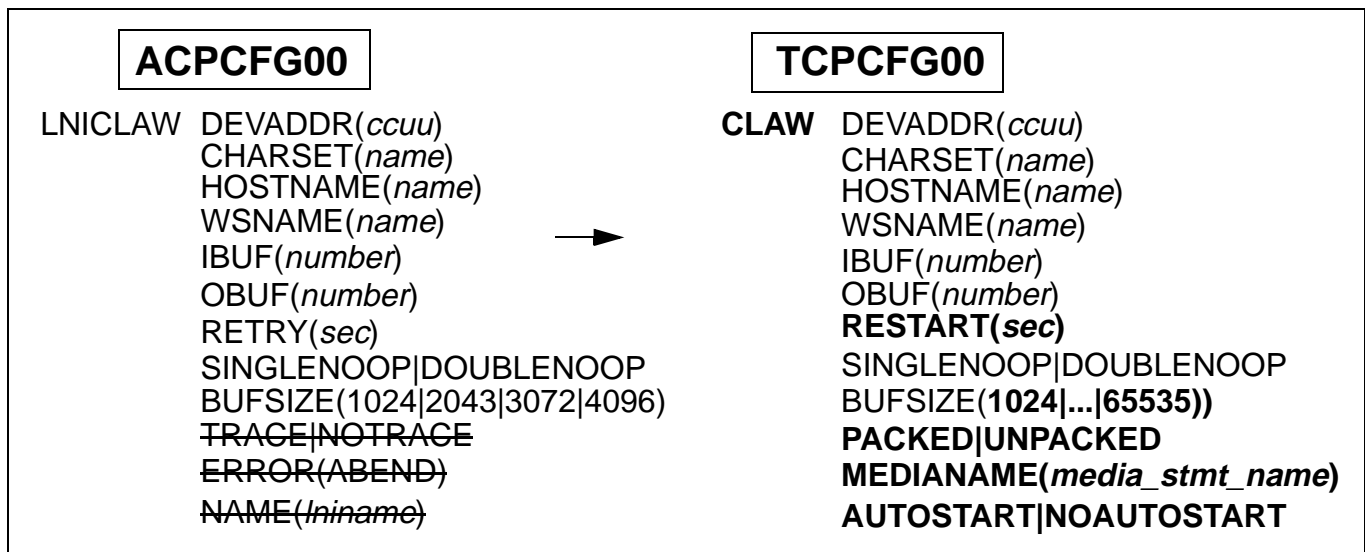 ACPCFG00
LNICLAW DEVADDR(ccuu)
CHARSET(name)
HOSTNAME(name)
WSNAME(name)
IBUF(number)
OBUF(number)
RETRY(sec)
SINGLENOOP|DOUBLENOOP
BUFSIZE(1024|2043|3072|4096)
TRACE|NOTRACE
ERROR(ABEND)
NAME(lniname)
TCPCFG00
CLAW DEVADDR(ccuu)
CHARSET(name)
HOSTNAME(name)
WSNAME(name)
IBUF(number)
OBUF(number)
RESTART(sec)
SINGLENOOP|DOUBLENOOP
BUFSIZE(1024|...|65535))
PACKED|UNPACKED
MEDIANAME(media_stmt_name)
AUTOSTART|NOAUTOSTART